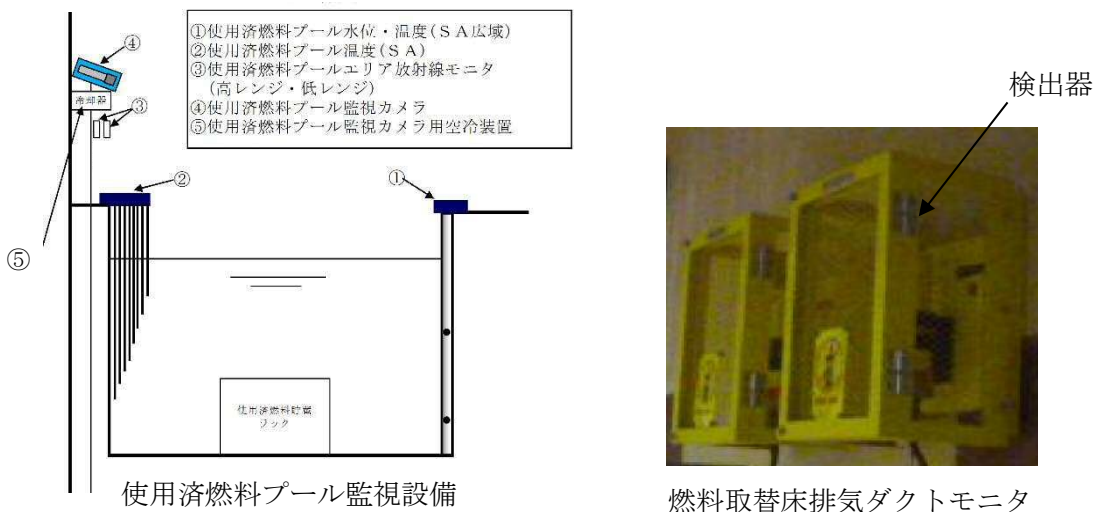 ①使用済燃料プール水位・温度(ＳＡ広域)
②使用済燃料プール温度(ＳＡ)
③使用済燃料プールエリア放射線モニタ
(高レンジ・低レンジ)
④使用済燃料プール監視カメラ
⑤使用済燃料プール監視カメラ用空冷装置
④
冷却器
③
②
①
⑤
使用済燃料貯蔵
ラック
使用済燃料プール監視設備
検出器
燃料取替床排気ダクトモニタ